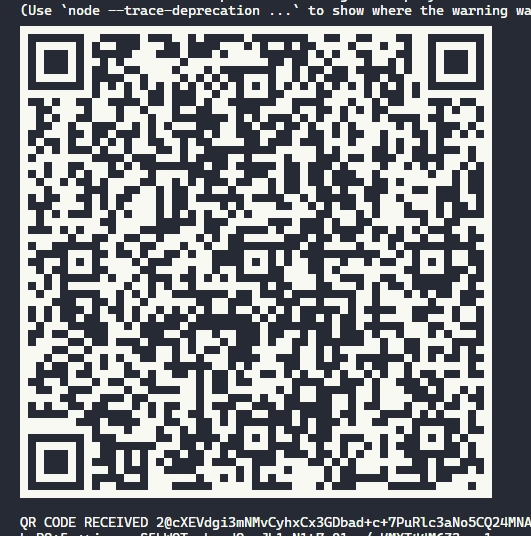 (Use `node --trace-deprecation ...` to show where the warning wa
QR CODE RECEIVED 2@cXEVdgi3mNMvCyhxCx3GDbad+c+7PuRlc3aNo5CQ24MNA